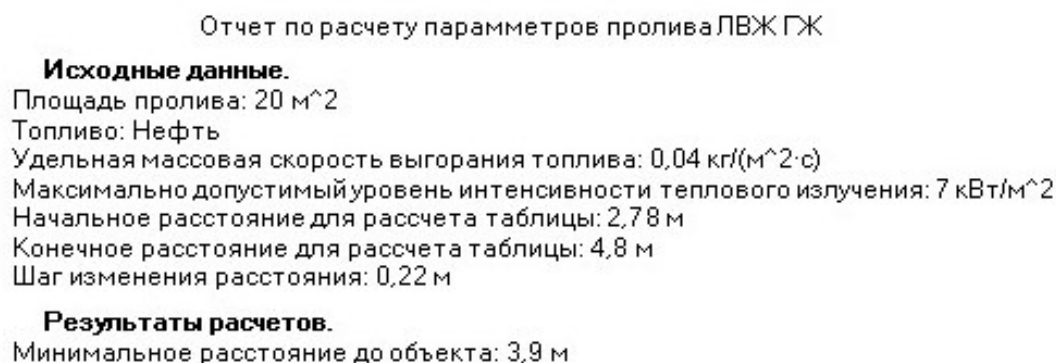 Отчет по расчету парамметров пролива ЛВЖ ГЖ
Исходные данные.
Площадь пролива: 20 м^2
Топливо: Нефть
Удельная массовая скорость выгорания топлива: 0,04 кг/(м^2·с)
Максимально допустимый уровень интенсивности теплового излучения: 7 кВт/м^2
Начальное расстояние для рассчета таблицы: 2,78 м
Конечное расстояние для рассчета таблицы: 4,8 м
Шаг изменения расстояния: 0,22 м
Результаты расчетов.
Минимальное расстояние до объекта: 3,9 м